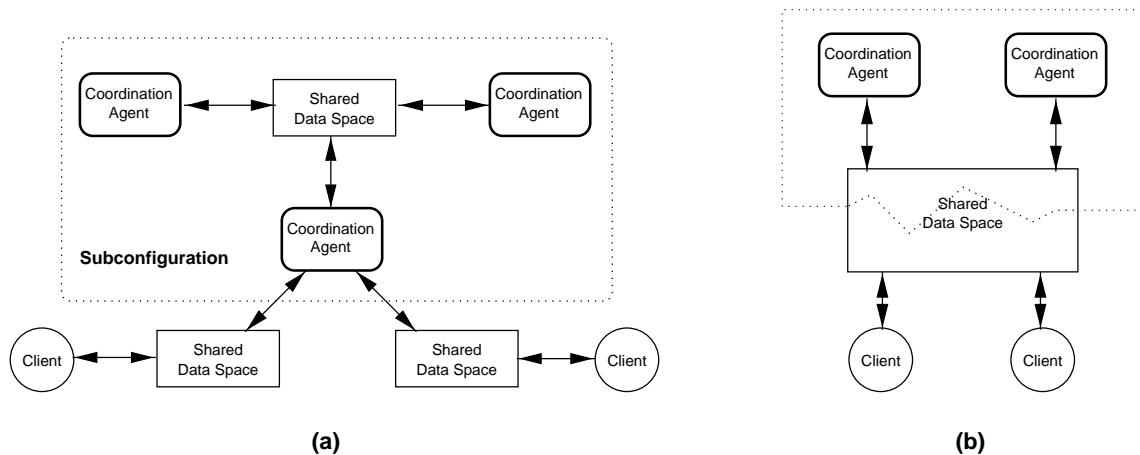 Coordination
Agent
Shared
Data Space
Coordination
Agent
Coordination
Agent
Subconfiguration
Client
Shared
Data Space
Shared
Data Space
Client
(a)
Coordination
Agent
Coordination
Agent
Shared
Data Space
Client
Client
(b)